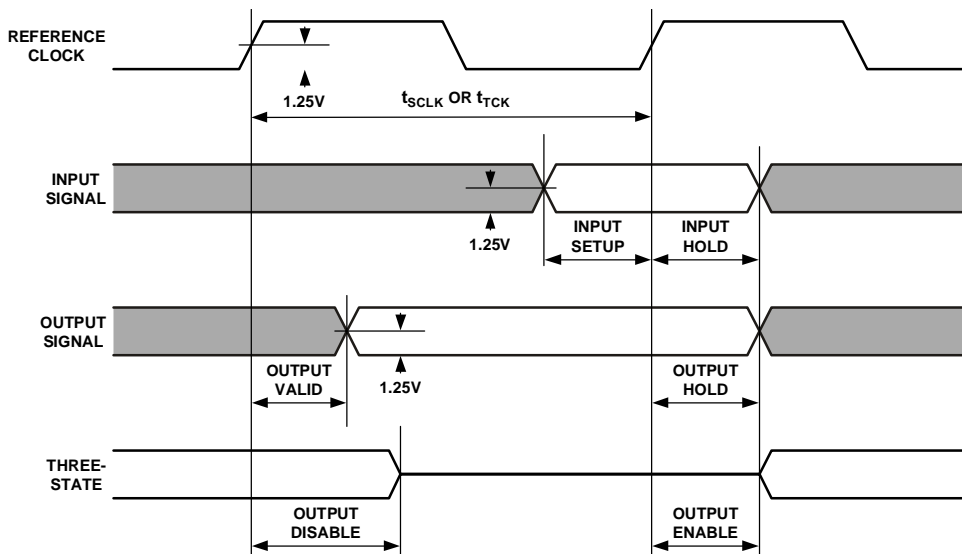 REFERENCE
CLOCK
1.25V
tSCLK OR tTCK
INPUT
SIGNAL
1.25V
INPUT
SETUP
INPUT
HOLD
OUTPUT
SIGNAL
OUTPUT
VALID
1.25V
OUTPUT
HOLD
THREE-
STATE
OUTPUT
DISABLE
OUTPUT
ENABLE